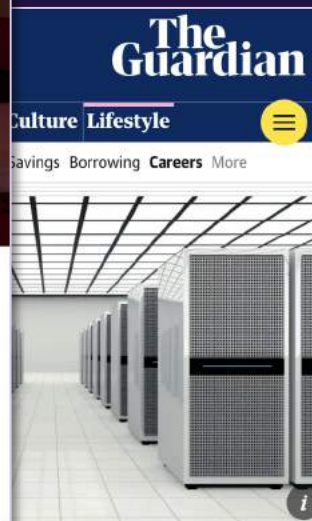 The
Guardian
Culture Lifestyle
Savings Borrowing Careers More
i